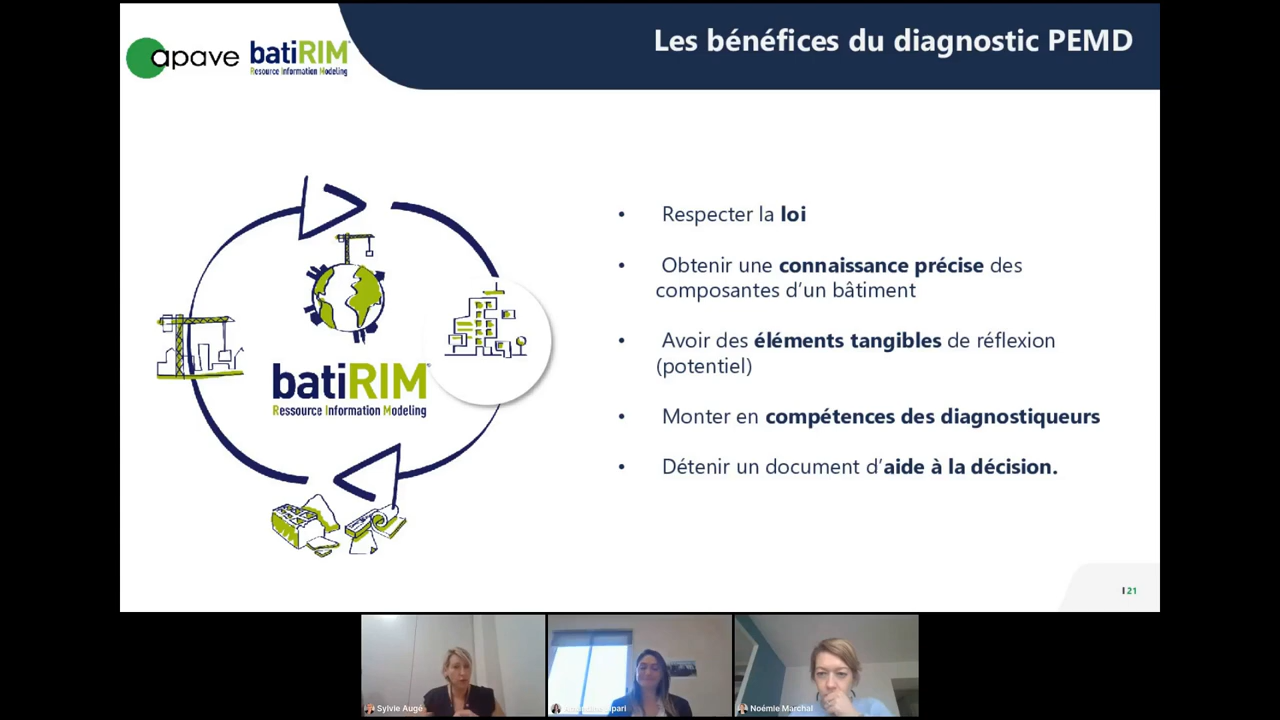 Les bénéfices du diagnostic PEMD
apave
batiRIM
Resource Information Modeling
• Respecter la loi
• Obtenir une connaissance précise des
composantes d'un bâtiment
• Avoir des éléments tangibles de réflexion
(potentiel)
• Monter en compétences des diagnostiqueurs
• Détenir un document d'aide à la décision.
batiRIM
Ressource Information Modeling
21
Sylvie Augé
Noémie Marchal